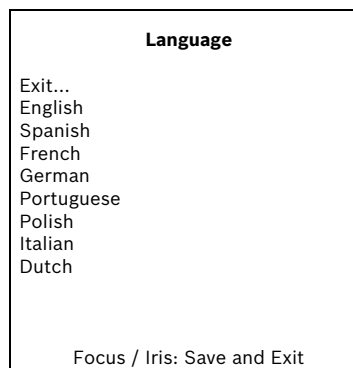 Language
Exit...
English
Spanish
French
German
Portuguese
Polish
Italian
Dutch
Focus / Iris: Save and Exit